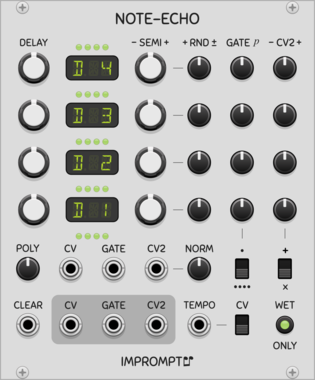 NOTE-ECHO
DELAY - SEMI + + RND ± GATE p - CV2 +
D 4
D 3
D 2
D 1
POLY CV GATE CV2 NORM • +
•••• ×
CLEAR CV GATE CV2 TEMPO CV WET
ONLY
IMPROMPTU